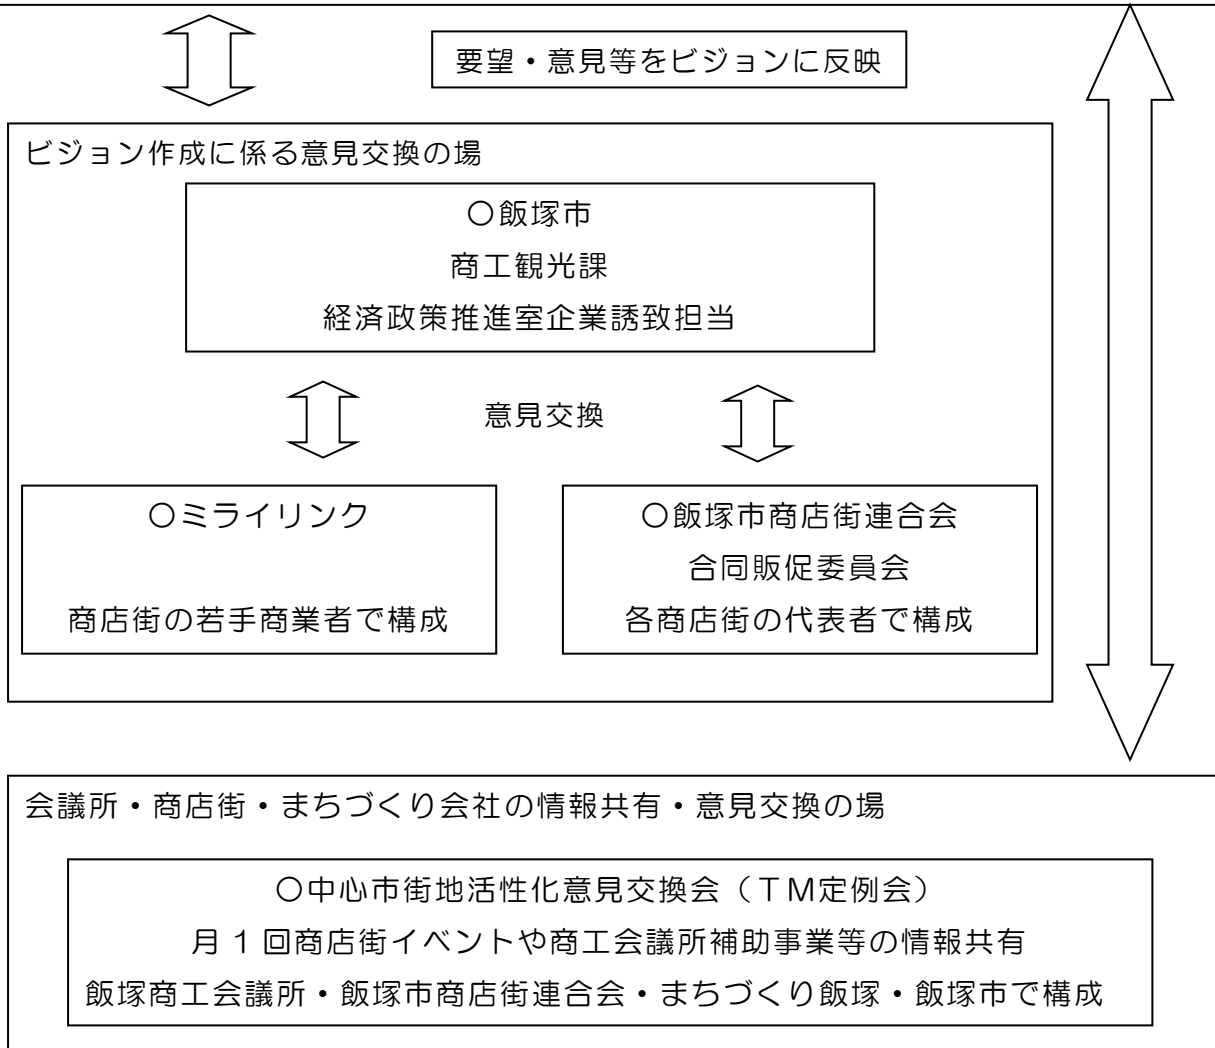 要望・意見等をビジョンに反映
ビジョン作成に係る意見交換の場
〇飯塚市
商工観光課
経済政策推進室企業誘致担当
意見交換
〇ミライリンク
商店街の若手商業者で構成
〇飯塚市商店街連合会
合同販促委員会
各商店街の代表者で構成
会議所・商店街・まちづくり会社の情報共有・意見交換の場
〇中心市街地活性化意見交換会（ＴＭ定例会）
月１回商店街イベントや商工会議所補助事業等の情報共有
飯塚商工会議所・飯塚市商店街連合会・まちづくり飯塚・飯塚市で構成